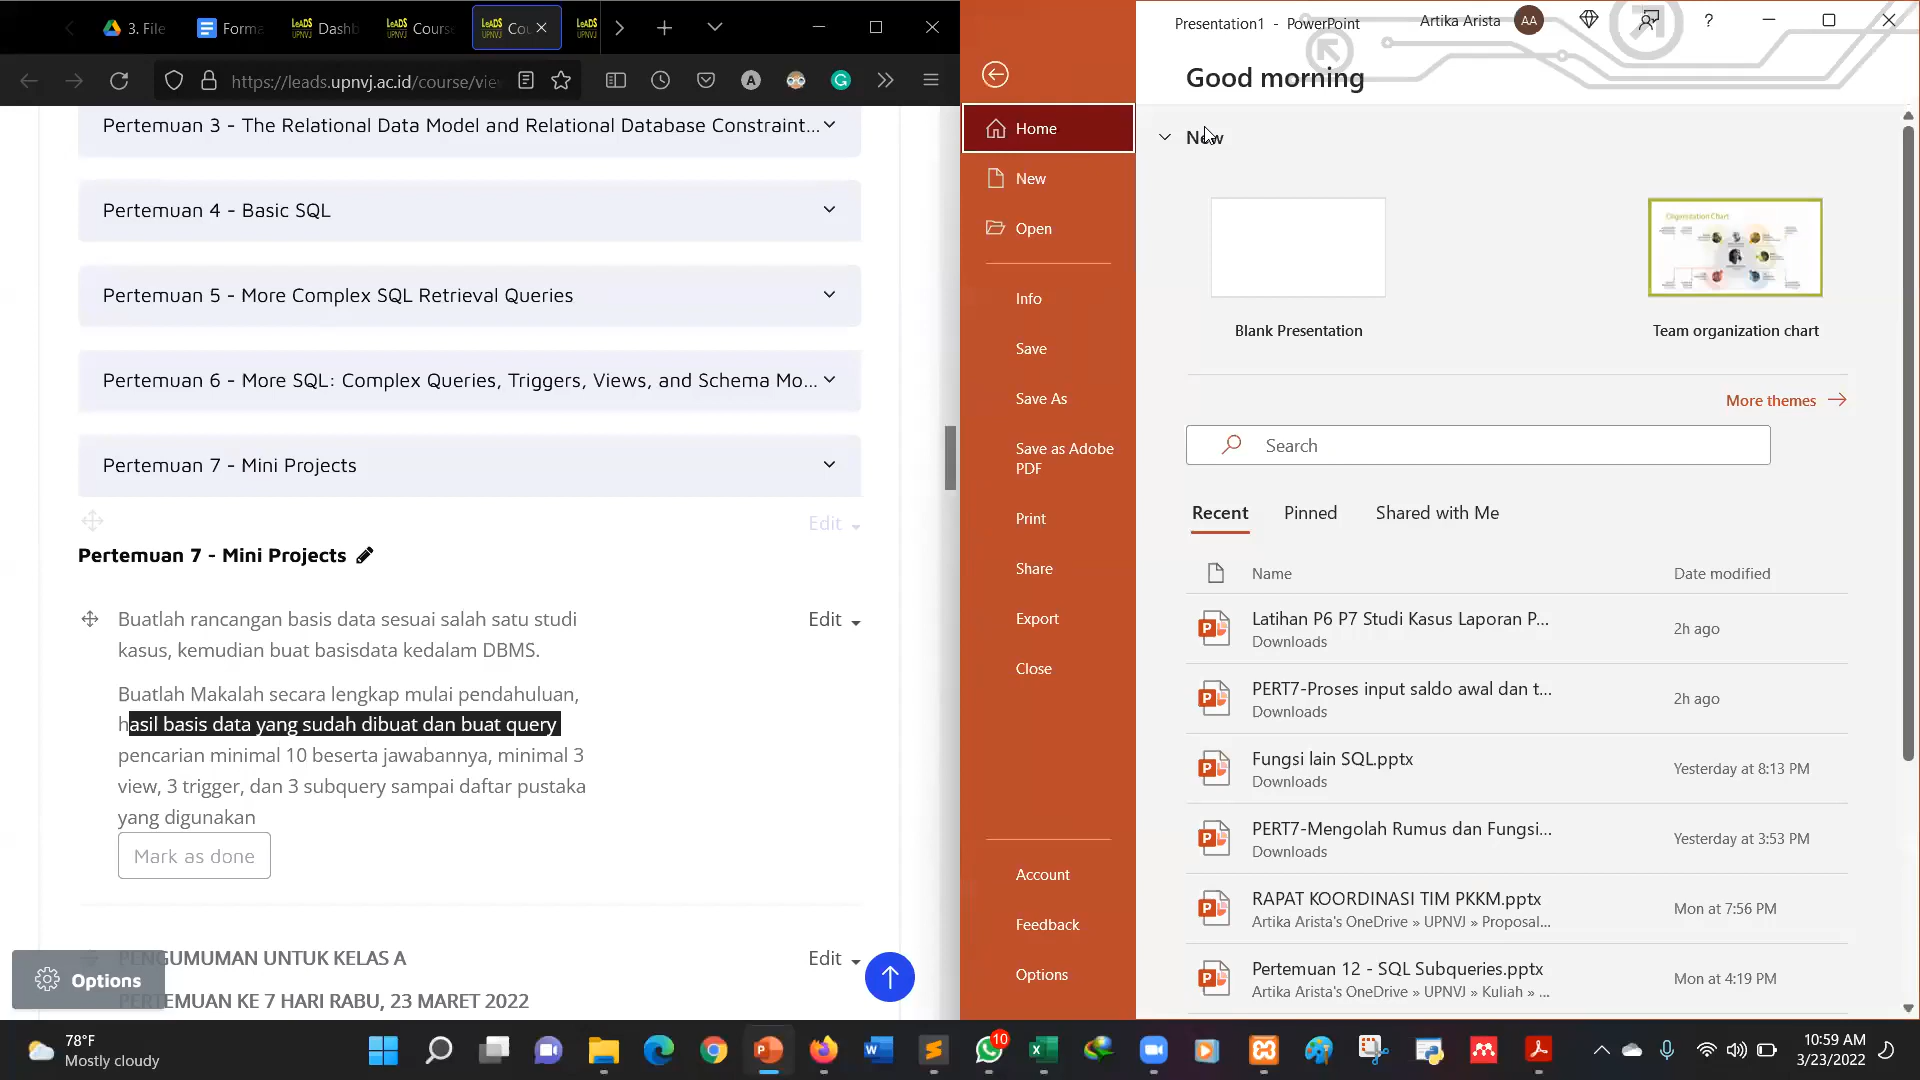 3. File
Forma
LeADS UPNVJ
Dashb
LeADS UPNVJ
Course
LeADS UPNVJ
Cou
LeADS UPNVJ
https://leads.upnvj.ac.id/course/vie
Pertemuan 3 - The Relational Data Model and Relational Database Constraint...
Pertemuan 4 - Basic SQL
Pertemuan 5 - More Complex SQL Retrieval Queries
Pertemuan 6 - More SQL: Complex Queries, Triggers, Views, and Schema Mo...
Pertemuan 7 - Mini Projects
Edit
Pertemuan 7 - Mini Projects
Buatlah rancangan basis data sesuai salah satu studi
Edit
kasus, kemudian buat basisdata kedalam DBMS.
Buatlah Makalah secara lengkap mulai pendahuluan,
hasil basis data yang sudah dibuat dan buat query
pencarian minimal 10 beserta jawabannya, minimal 3
view, 3 trigger, dan 3 subquery sampai daftar pustaka
yang digunakan
Mark as done
PENGUMUMAN UNTUK KELAS A
Edit
Options
PERTEMUAN KE 7 HARI RABU, 23 MARET 2022
Presentation1 - PowerPoint
Artika Arista
AA
?
Good morning
Home
New
Open
Info
Save
Save As
Save as Adobe
PDF
Print
Share
Export
Close
Account
Feedback
Options
New
Organization Chart
Blank Presentation
Team organization chart
More themes
Search
Recent
Pinned
Shared with Me
Name
Date modified
Latihan P6 P7 Studi Kasus Laporan P...
Downloads
2h ago
PERT7-Proses input saldo awal dan t...
Downloads
2h ago
Fungsi lain SQL.pptx
Downloads
Yesterday at 8:13 PM
PERT7-Mengolah Rumus dan Fungsi...
Downloads
Yesterday at 3:53 PM
RAPAT KOORDINASI TIM PKKM.pptx
Artika Arista's OneDrive » UPNVJ » Proposal...
Mon at 7:56 PM
Pertemuan 12 - SQL Subqueries.pptx
Artika Arista's OneDrive » UPNVJ » Kuliah » ...
Mon at 4:19 PM
78°F
Mostly cloudy
10
10:59 AM
3/23/2022